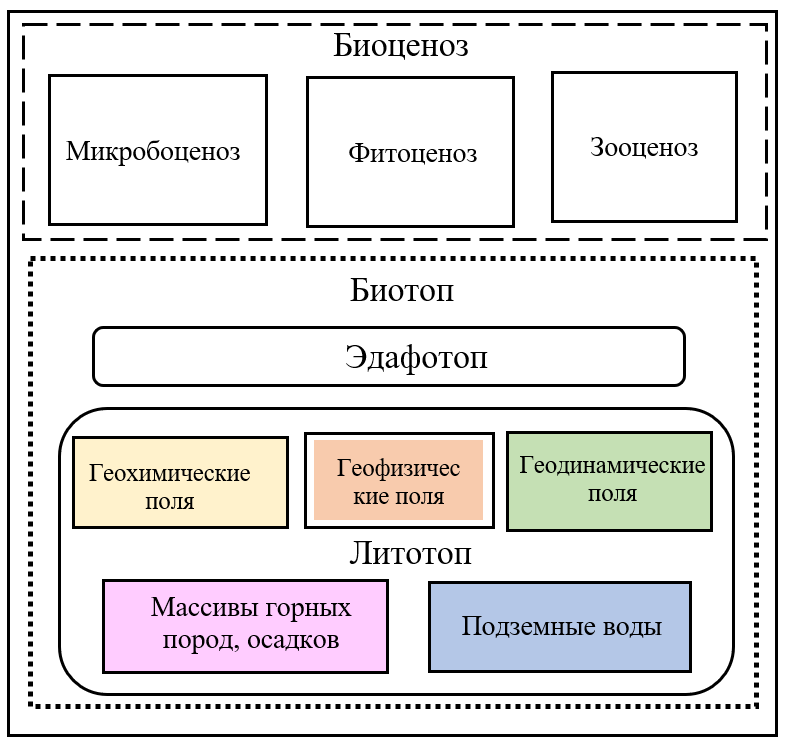 Биоценоз
Микробоценоз
Фитоценоз
Зооценоз
Биотоп
Эдафотоп
Геохимические
поля
Геофизичес
кие поля
Геодинамические
поля
Литотоп
Массивы горных
пород, осадков
Подземные воды